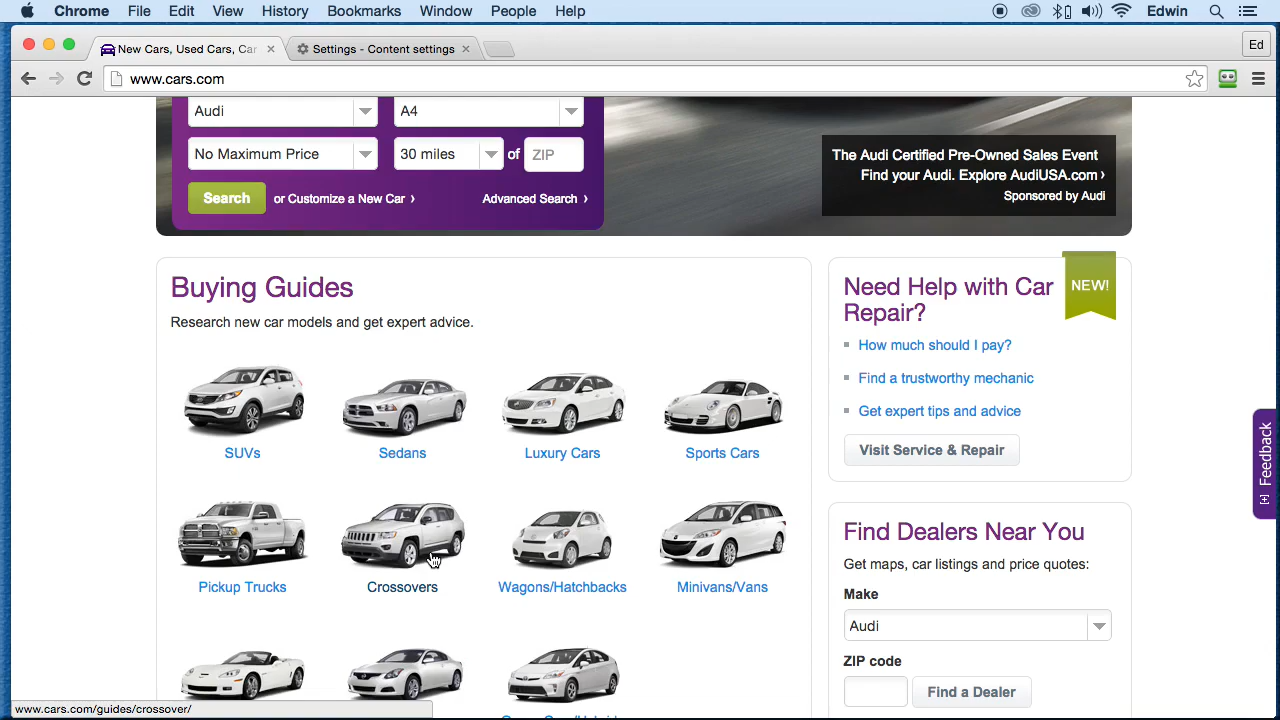 Chrome File Edit View History Bookmarks Window People Help Edwin
New Cars, Used Cars, Car
Settings - Content settings
Ed
www.cars.com
Audi A4
No Maximum Price 30 miles of ZIP
Search or Customize a New Car › Advanced Search ›
The Audi Certified Pre-Owned Sales Event
Find your Audi. Explore AudiUSA.com ›
Sponsored by Audi
Buying Guides
Research new car models and get expert advice.
SUVs Sedans Luxury Cars Sports Cars
Pickup Trucks Crossovers Wagons/Hatchbacks Minivans/Vans
Need Help with Car
Repair?
NEW!
How much should I pay?
Find a trustworthy mechanic
Get expert tips and advice
Visit Service & Repair
Find Dealers Near You
Get maps, car listings and price quotes:
Make
Audi
ZIP code
Find a Dealer
[+] Feedback
www.cars.com/guides/crossover/